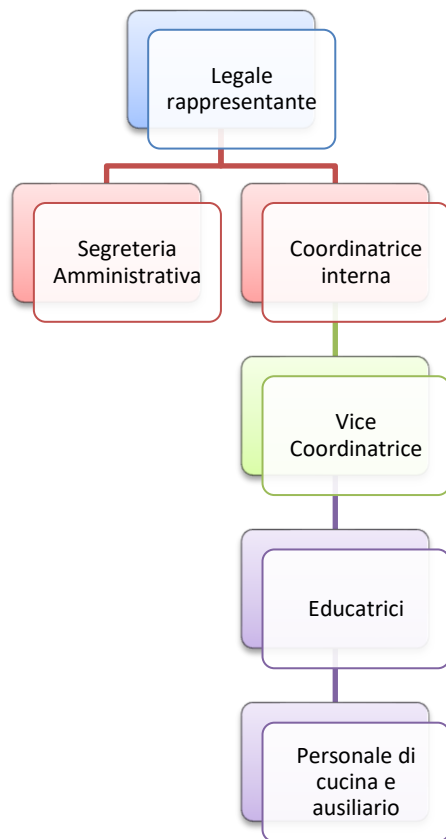 Legale
rappresentante
Segreteria
Amministrativa
Coordinatrice
interna
Vice
Coordinatrice
Educatrici
Personale di
cucina e
ausiliario